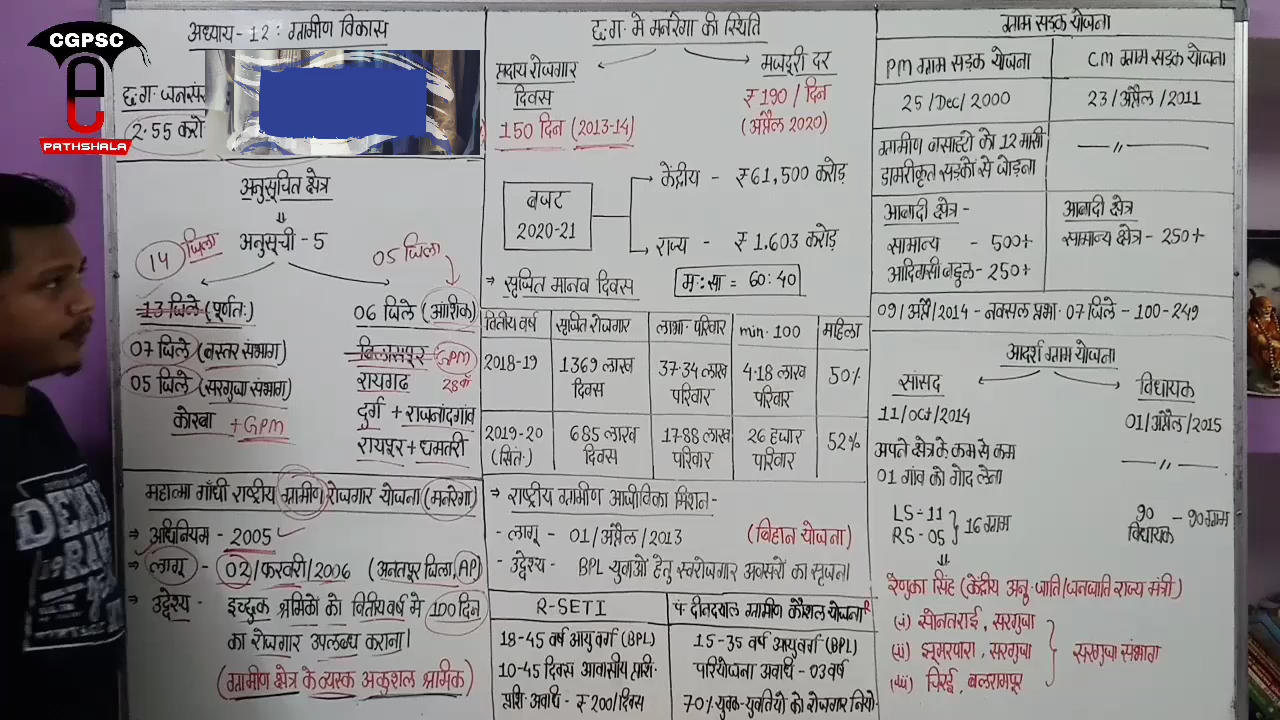 CGPSC
PATHSHALA
अध्याय - 12 : ग्रामीण विकास
छ.ग. जनसं
2.55 करो
अनुसूचित क्षेत्र
अनुसूची - 5
14 जिला
05 जिला
13 जिले (पूर्णतः)
07 जिले (बस्तर संभाग)
05 जिले (सरगुजा संभाग)
कोरबा + GPM
06 जिले (आंशिक)
बिलासपुर GPM
रायगढ़
दुर्ग + राजनांदगांव
रायपुर + धमतरी
महात्मा गाँधी राष्ट्रीय ग्रामीण रोजगार योजना (मनरेगा)
→ अधिनियम - 2005
→ लागू - 02/फरवरी/2006 (अनंतपुर जिला, AP)
→ उद्देश्य - इच्छुक श्रमिकों को वित्तीय वर्ष में 100 दिन
का रोजगार उपलब्ध कराना।
(ग्रामीण क्षेत्र के व्यस्क अकुशल श्रमिक)
छ.ग. में मनरेगा की स्थिति
प्रदाय रोजगार
दिवस
150 दिन (2013-14)
मजदूरी दर
₹190 / दिन
(अप्रैल 2020)
बजट
2020-21
केंद्रीय - ₹61,500 करोड़
राज्य - ₹1.603 करोड़
→ सृजित मानव दिवस
म : सा = 60:40
वित्तीय वर्ष सृजित रोजगार लाभा. परिवार min. 100 महिला
2018-19 1369 लाख दिवस 37.34 लाख परिवार 4.18 लाख परिवार 50%
2019-20 (सितं.) 685 लाख दिवस 17.88 लाख परिवार 26 हजार परिवार 52%
→ राष्ट्रीय ग्रामीण आजीविका मिशन -
- लागू - 01/अप्रैल/2013 (बिहान योजना)
- उद्देश्य - BPL युवाओं हेतु स्वरोजगार अवसरों का सृजन
R-SETI
18-45 वर्ष आयु वर्ग (BPL)
10-45 दिवस आवासीय प्रशि.
प्रशि. अवधि - ₹200/दिवस
पं. दीनदयाल ग्रामीण कौशल योजना
15-35 वर्ष आयुवर्ग (BPL)
परियोजना अवधि - 03 वर्ष
70% युवक-युवतियों को रोजगार नियो.
ग्राम सड़क योजना
PM ग्राम सड़क योजना CM ग्राम सड़क योजना
25/Dec/2000 23/अप्रैल/2011
ग्रामीण बसाहटों को 12 मासी
डामरीकृत सड़कों से जोड़ना
—〃—
आबादी क्षेत्र -
सामान्य - 500+
आदिवासी बहुल - 250+
आबादी क्षेत्र
सामान्य क्षेत्र - 250+
09/अप्रै/2014 - नक्सल प्रभा. 07 जिले - 100-249
आदर्श ग्राम योजना
सांसद
11/oct/2014
अपने क्षेत्र के कम से कम
01 गांव को गोद लेना
LS - 11
RS - 05
16 ग्राम
विधायक
01/अप्रैल/2015
—〃—
90 विधायक - 90 ग्राम
रेणुका सिंह (केंद्रीय अनु. जाति/जनजाति राज्य मंत्री)
(i) सोनतराई, सरगुजा
(ii) झूमरपारा, सरगुजा
(iii) चिरई, बलरामपुर
सरगुजा संभाग